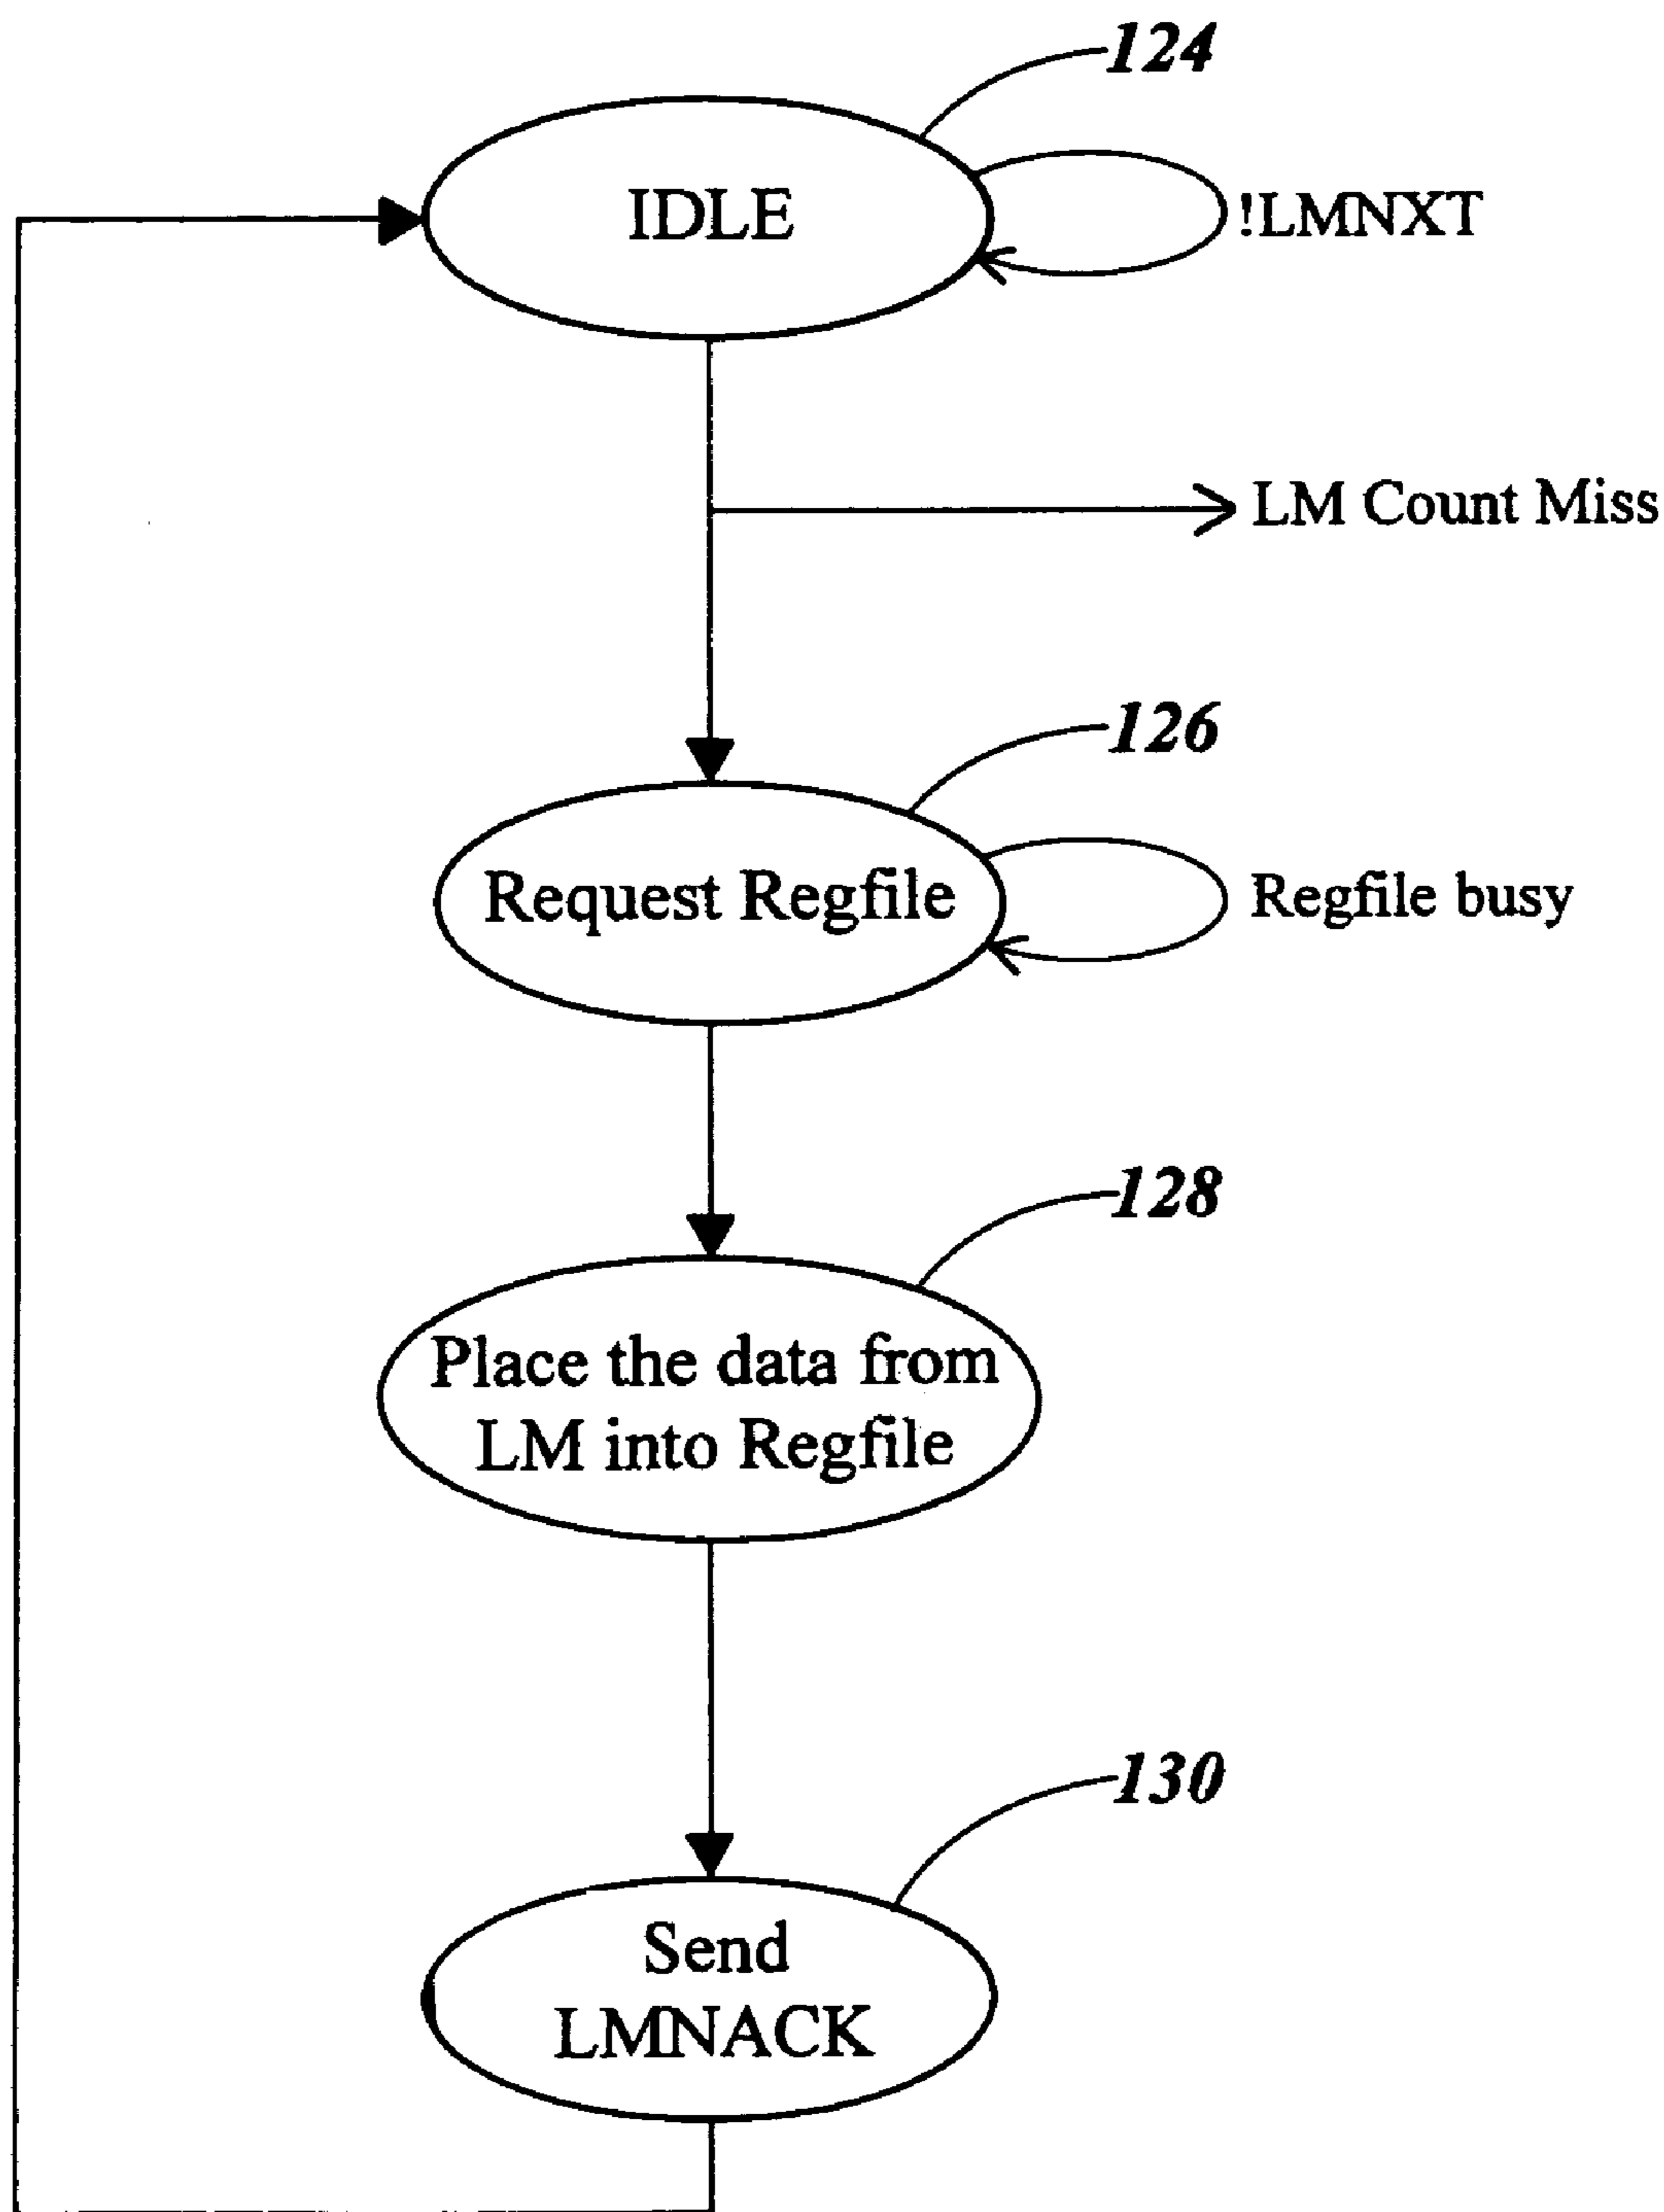 124
IDLE
!LMNXT
LM Count Miss
126
Request Regfile
Regfile busy
128
Place the data from
LM into Regfile
130
Send
LMNACK